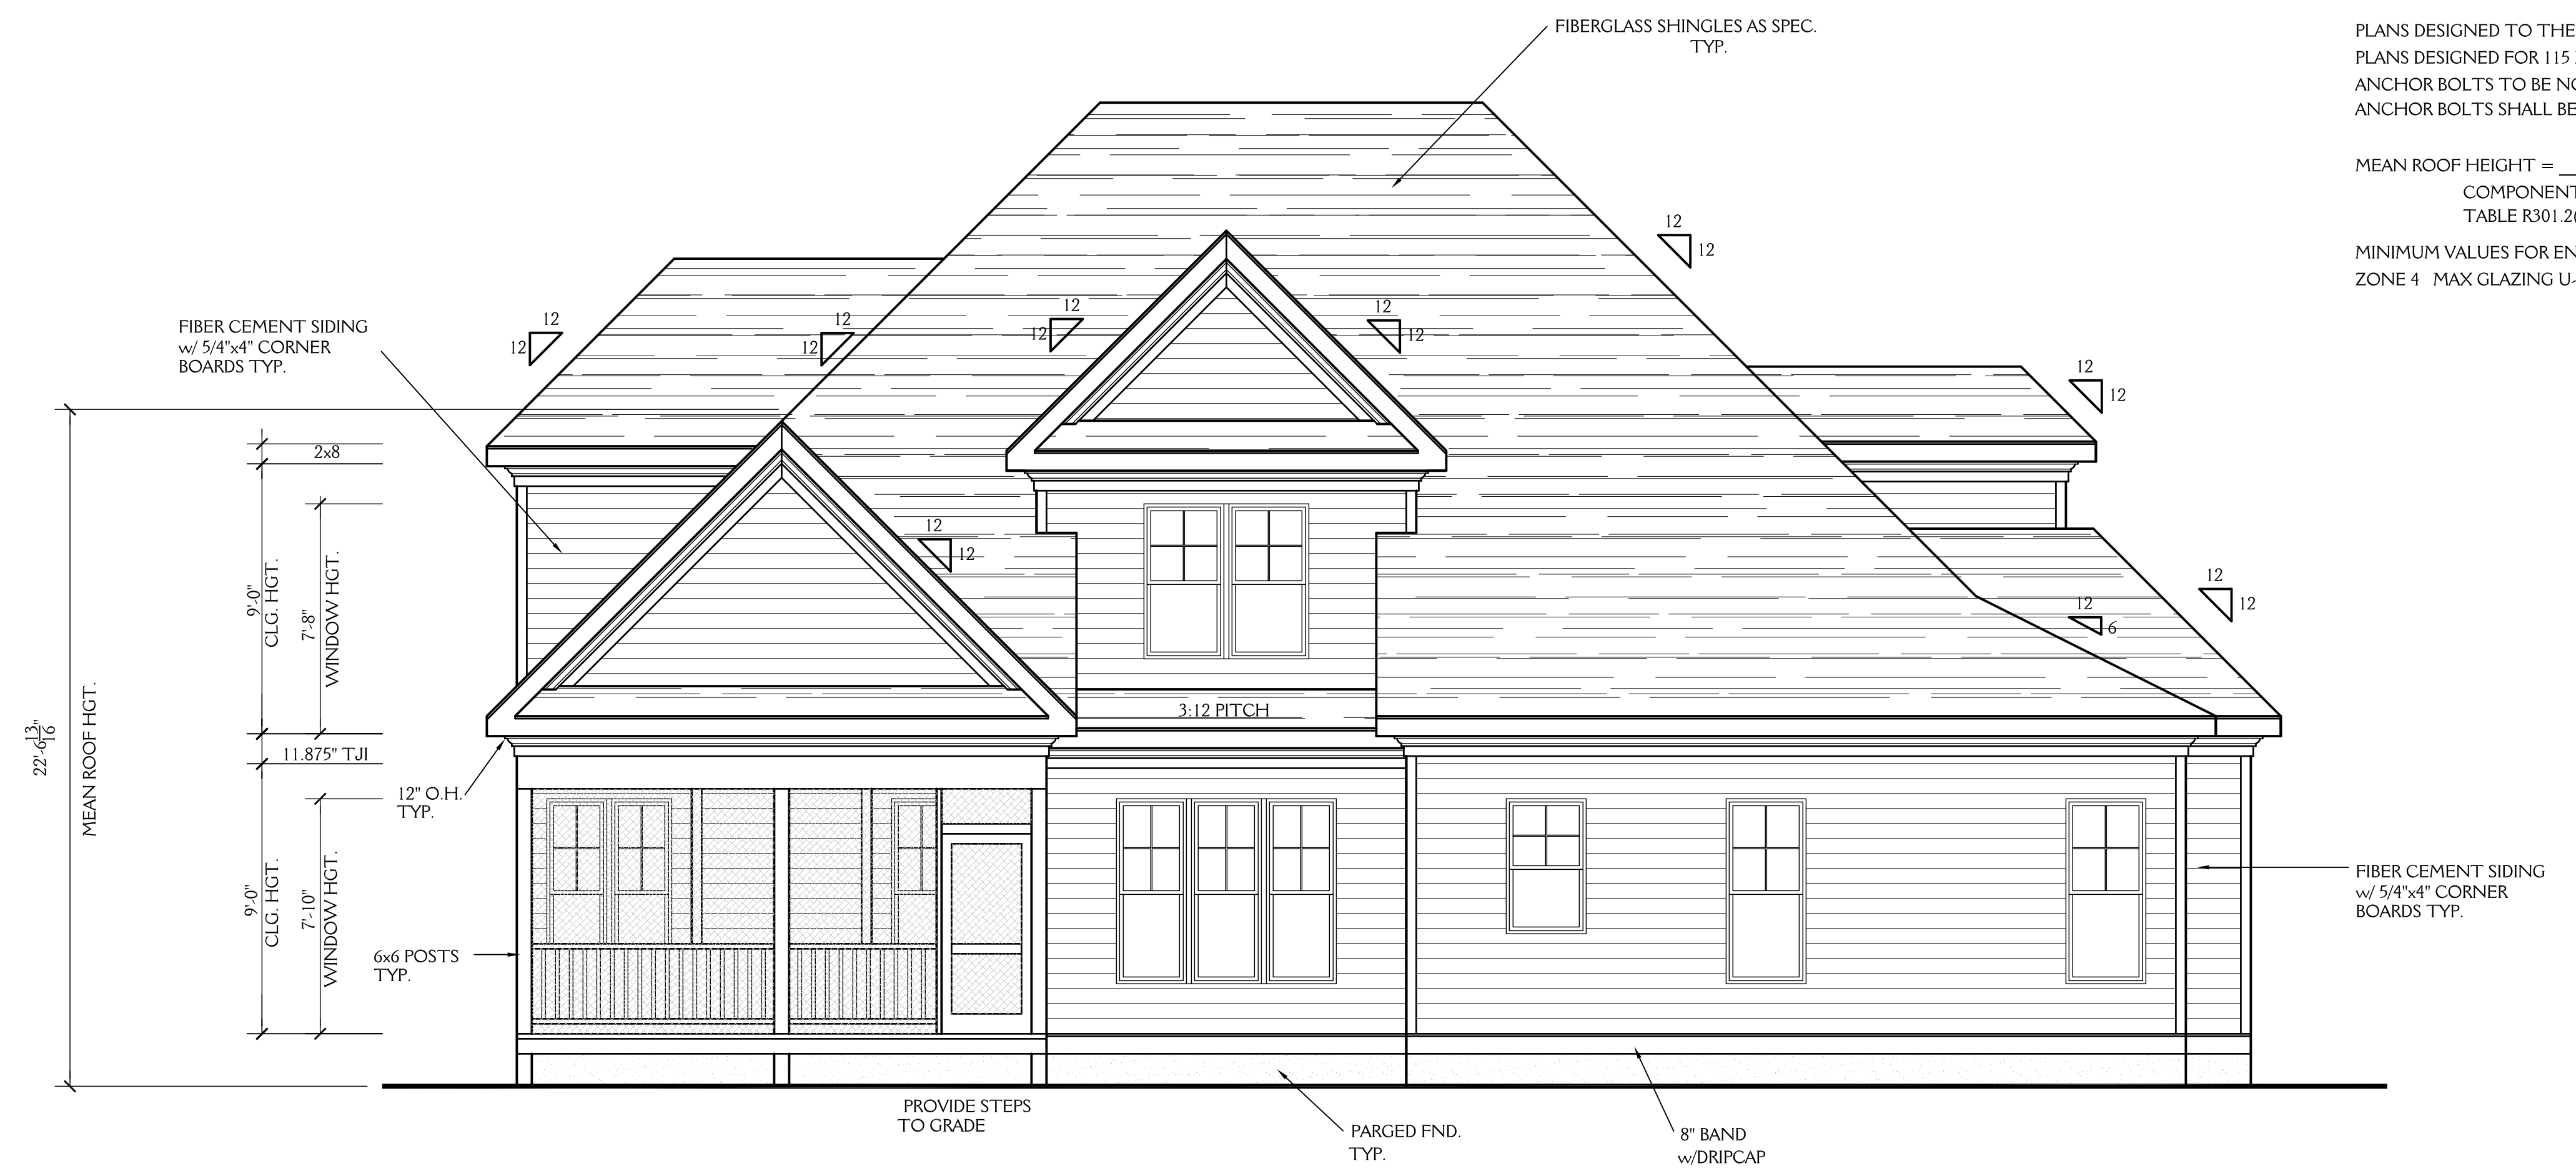 FIBERGLASS SHINGLES AS SPEC.
TYP.
PLANS DESIGNED TO THE
PLANS DESIGNED FOR 115
ANCHOR BOLTS TO BE
ANCHOR BOLTS SHALL BE
MEAN ROOF HEIGHT =
COMPONENT
TABLE R301.2(
MINIMUM VALUES FOR
ZONE 4 MAX GLAZING U-
12
12
FIBER CEMENT SIDING
w/ 5/4"x4" CORNER
BOARDS TYP.
12
12
12
12
12
12
12
12
12
12
2x8
9'-0"
CLG. HGT.
7'-8"
WINDOW HGT.
12
12
12
12
12
6
3:12 PITCH
22'-6 13/16"
MEAN ROOF HGT.
11.875" TJI
12" O.H.
TYP.
9'-0"
CLG. HGT.
7'-10"
WINDOW HGT.
6x6 POSTS
TYP.
FIBER CEMENT SIDING
w/ 5/4"x4" CORNER
BOARDS TYP.
PROVIDE STEPS
TO GRADE
PARGED FND.
TYP.
8" BAND
w/DRIPCAP